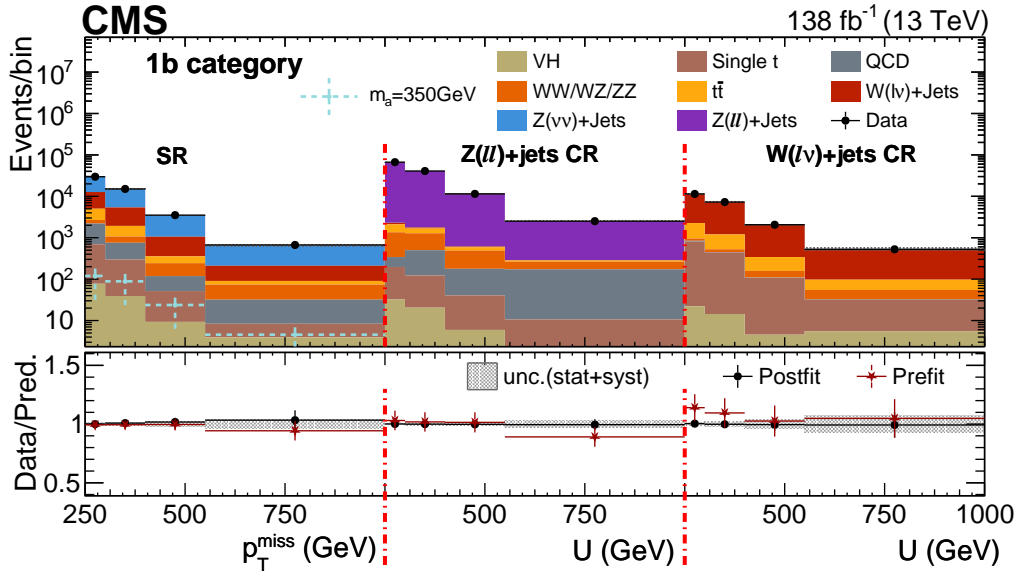 CMS 138 fb⁻¹ (13 TeV)
Events/bin
10⁷
10⁶
10⁵
10⁴
10³
10²
10
1b category
mₐ=350GeV
VH
Single t
QCD
WW/WZ/ZZ
tt̄
W(lν)+Jets
Z(νν)+Jets
Z(ll)+Jets
Data
SR
Z(ll)+jets CR
W(lν)+jets CR
Data/Pred.
1.5
1
0.5
unc.(stat+syst)
Postfit
Prefit
250 500 750 500 750 500 750 1000
p_T^miss (GeV) U (GeV) U (GeV)